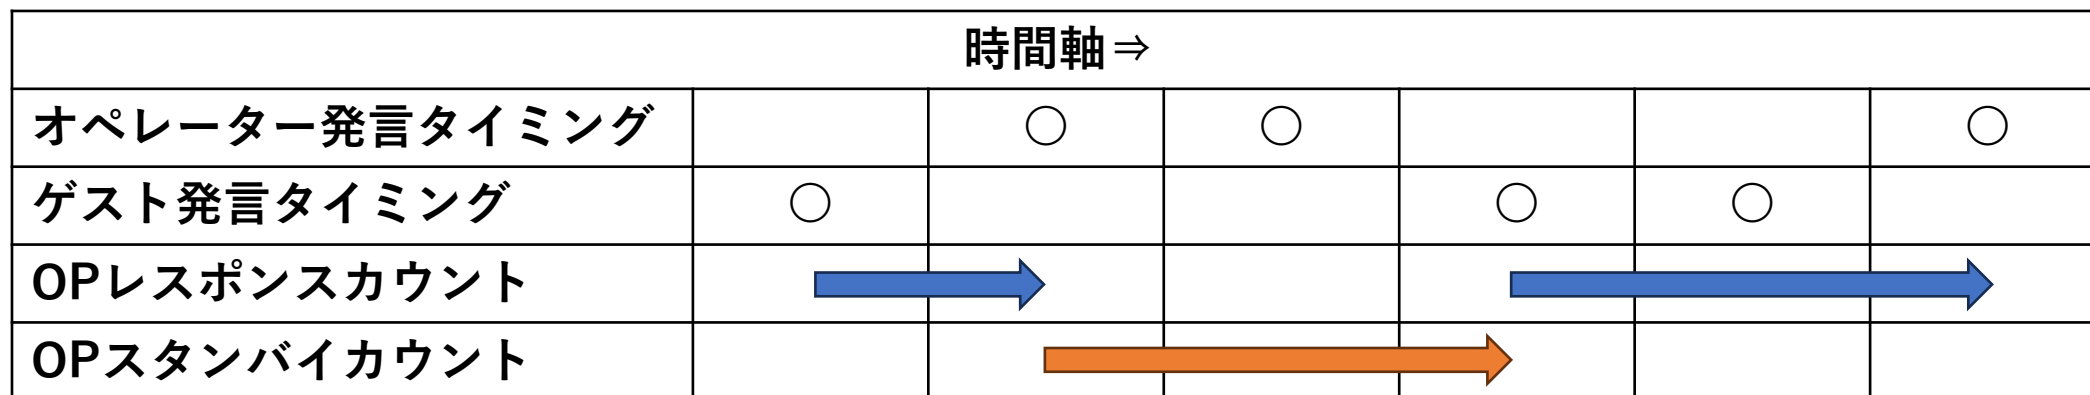 時間軸⇒
オペレーター発言タイミング ○ ○ ○
ゲスト発言タイミング ○ ○ ○
OPレスポンスカウント
OPスタンバイカウント